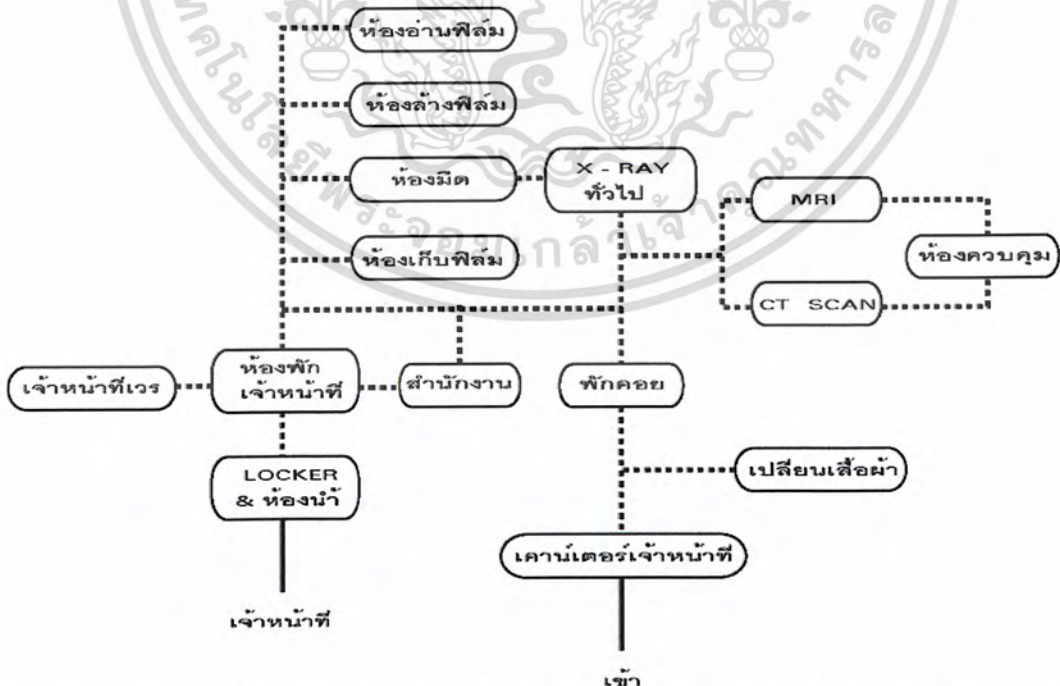 ห้องอ่านฟิล์ม
ห้องล้างฟิล์ม
ห้องมืด
X - RAY
ทั่วไป
MRI
ห้องเก็บฟิล์ม
ห้องควบคุม
CT SCAN
เจ้าหน้าที่เวร
ห้องพัก
เจ้าหน้าที่
สำนักงาน
พักคอย
LOCKER
& ห้องน้ำ
เปลี่ยนเสื้อผ้า
เคาน์เตอร์เจ้าหน้าที่
เจ้าหน้าที่
เข้า